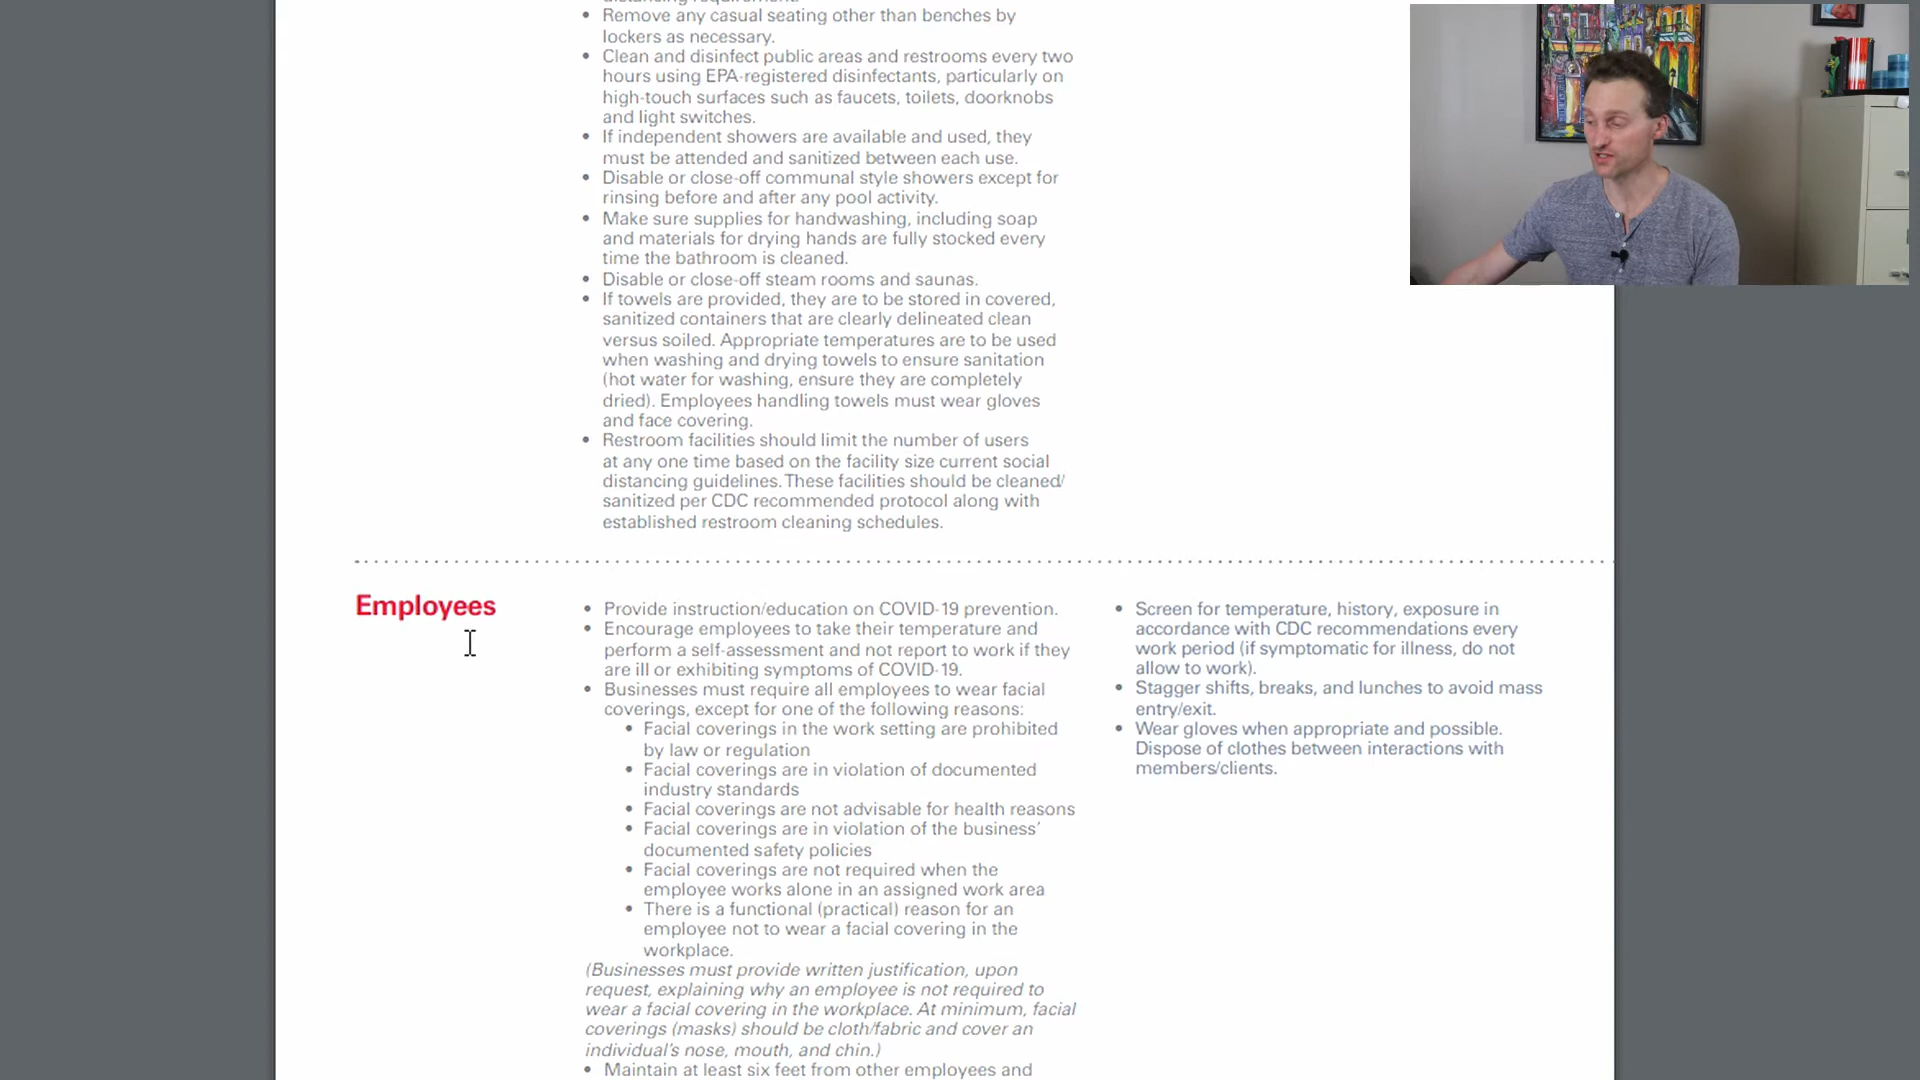 distancing requirement.
• Remove any casual seating other than benches by
lockers as necessary.
• Clean and disinfect public areas and restrooms every two
hours using EPA-registered disinfectants, particularly on
high-touch surfaces such as faucets, toilets, doorknobs
and light switches.
• If independent showers are available and used, they
must be attended and sanitized between each use.
• Disable or close-off communal style showers except for
rinsing before and after any pool activity.
• Make sure supplies for handwashing, including soap
and materials for drying hands are fully stocked every
time the bathroom is cleaned.
• Disable or close-off steam rooms and saunas.
• If towels are provided, they are to be stored in covered,
sanitized containers that are clearly delineated clean
versus soiled. Appropriate temperatures are to be used
when washing and drying towels to ensure sanitation
(hot water for washing, ensure they are completely
dried). Employees handling towels must wear gloves
and face covering.
• Restroom facilities should limit the number of users
at any one time based on the facility size current social
distancing guidelines. These facilities should be cleaned/
sanitized per CDC recommended protocol along with
established restroom cleaning schedules.
Employees
• Provide instruction/education on COVID-19 prevention.
• Encourage employees to take their temperature and
perform a self-assessment and not report to work if they
are ill or exhibiting symptoms of COVID-19.
• Businesses must require all employees to wear facial
coverings, except for one of the following reasons:
• Facial coverings in the work setting are prohibited
by law or regulation
• Facial coverings are in violation of documented
industry standards
• Facial coverings are not advisable for health reasons
• Facial coverings are in violation of the business'
documented safety policies
• Facial coverings are not required when the
employee works alone in an assigned work area
• There is a functional (practical) reason for an
employee not to wear a facial covering in the
workplace.
(Businesses must provide written justification, upon
request, explaining why an employee is not required to
wear a facial covering in the workplace. At minimum, facial
coverings (masks) should be cloth/fabric and cover an
individual's nose, mouth, and chin.)
• Maintain at least six feet from other employees and
• Screen for temperature, history, exposure in
accordance with CDC recommendations every
work period (if symptomatic for illness, do not
allow to work).
• Stagger shifts, breaks, and lunches to avoid mass
entry/exit.
• Wear gloves when appropriate and possible.
Dispose of clothes between interactions with
members/clients.